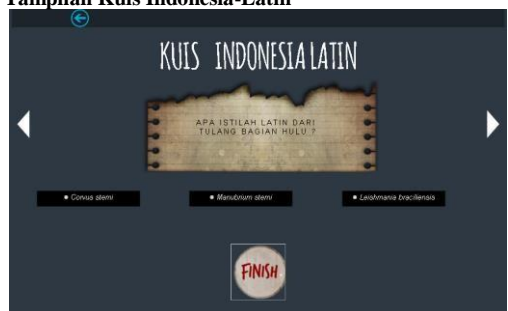 Tampilan Kuis Indonesia-Latin
KUIS INDONESIA LATIN
APA ISTILAH LATIN DARI
TULANG BAGIAN HULU ?
Corvus sterni
Manubrium sterni
Leishmania braciliensis
FINISH